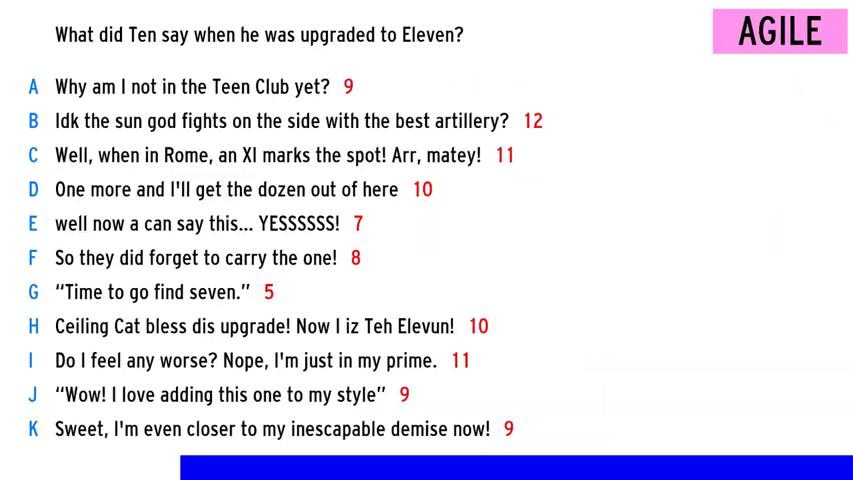 What did Ten say when he was upgraded to Eleven?
AGILE
A Why am I not in the Teen Club yet? 9
B Idk the sun god fights on the side with the best artillery? 12
C Well, when in Rome, an XI marks the spot! Arr, matey! 11
D One more and I'll get the dozen out of here 10
E well now a can say this... YESSSSSS! 7
F So they did forget to carry the one! 8
G “Time to go find seven.” 5
H Ceiling Cat bless dis upgrade! Now I iz Teh Elevun! 10
I Do I feel any worse? Nope, I'm just in my prime. 11
J “Wow! I love adding this one to my style” 9
K Sweet, I'm even closer to my inescapable demise now! 9